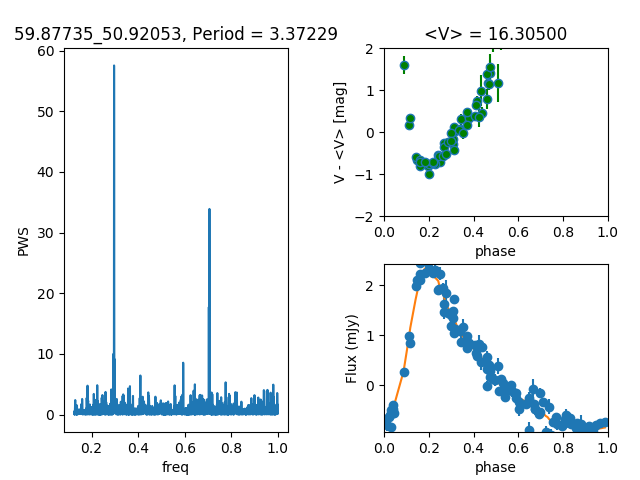 59.87735_50.92053, Period = 3.37229
60
50
40
30
20
10
0
PWS
0.2 0.4 0.6 0.8 1.0
freq
<V> = 16.30500
2
1
0
−1
−2
V - <V> [mag]
0.0 0.2 0.4 0.6 0.8 1.0
phase
2
1
0
Flux (mJy)
0.0 0.2 0.4 0.6 0.8 1.0
phase